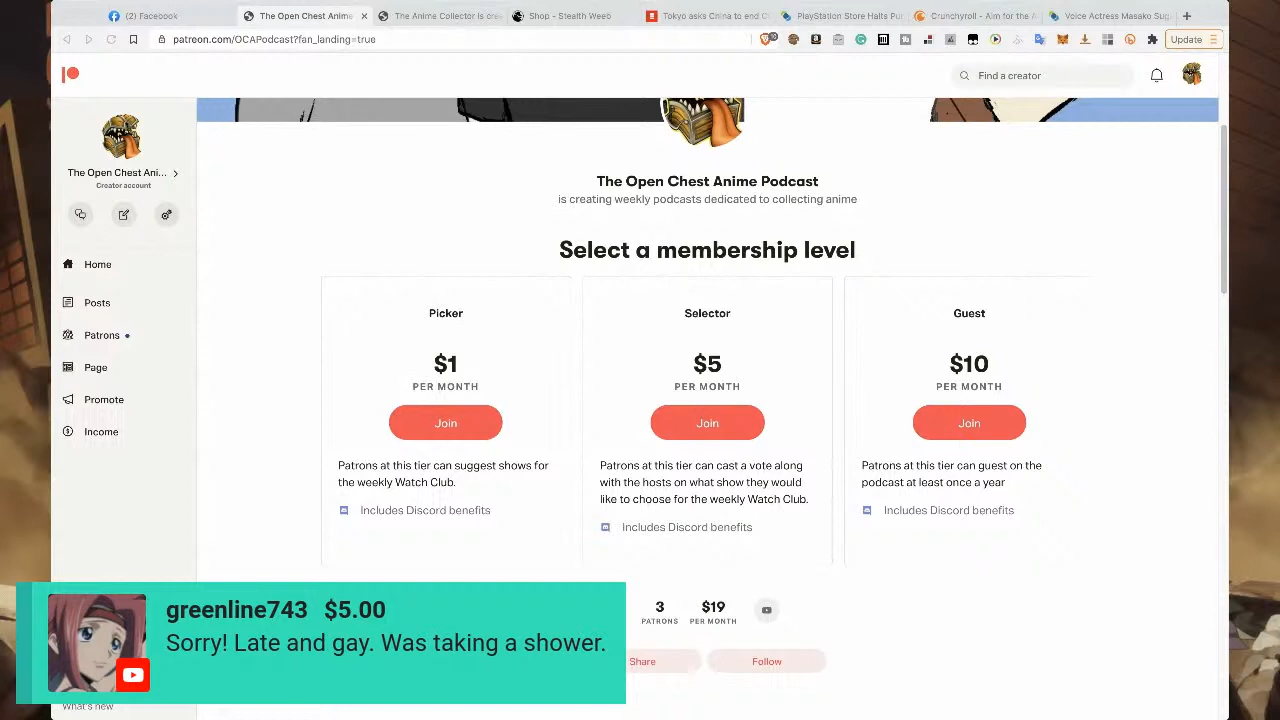 (2) Facebook
The Open Chest Anime
The Anime Collector is cre
Shop - Stealth Weeb
Tokyo asks China to end C
PlayStation Store Halts Pu
Crunchyroll - Aim for the A
Voice Actress Masako Sug
patreon.com/OCAPodcast?fan_landing=true
Update
Find a creator
The Open Chest Ani...
Creator account
Home
Posts
Patrons
Page
Promote
Income
What's new
The Open Chest Anime Podcast
is creating weekly podcasts dedicated to collecting anime
Select a membership level
Picker
$1
PER MONTH
Join
Patrons at this tier can suggest shows for
the weekly Watch Club.
Includes Discord benefits
Selector
$5
PER MONTH
Join
Patrons at this tier can cast a vote along
with the hosts on what show they would
like to choose for the weekly Watch Club.
Includes Discord benefits
Guest
$10
PER MONTH
Join
Patrons at this tier can guest on the
podcast at least once a year
Includes Discord benefits
3
PATRONS
$19
PER MONTH
Share
Follow
greenline743 $5.00
Sorry! Late and gay. Was taking a shower.